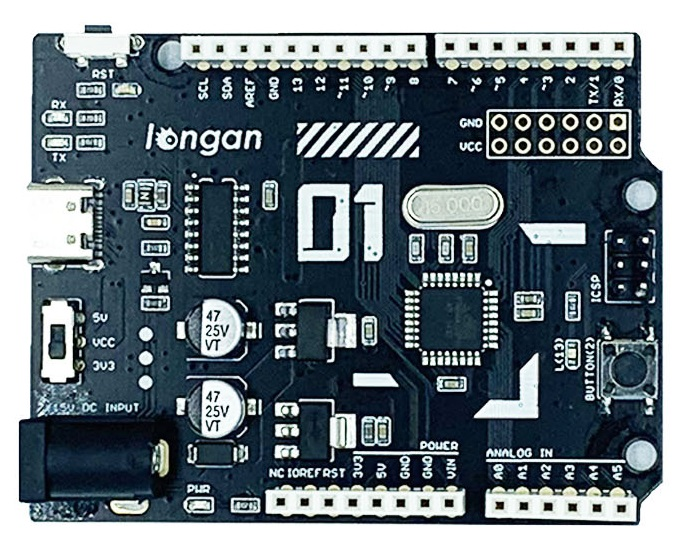 RST
SCL SDA AREF GND 13 12 ~11 ~10 ~9 8
7 ~6 ~5 4 ~3 2 TX/1 RX/0
RX
TX
longan
GND
VCC
01
16.000
ICSP
5V
VCC
3V3
47
25V
VT
47
25V
VT
L(13)
BUTTON(2)
DC INPUT
POWER
NC IOREF RST 3V3 5V GND GND VIN
ANALOG IN
A0 A1 A2 A3 A4 A5
PWR